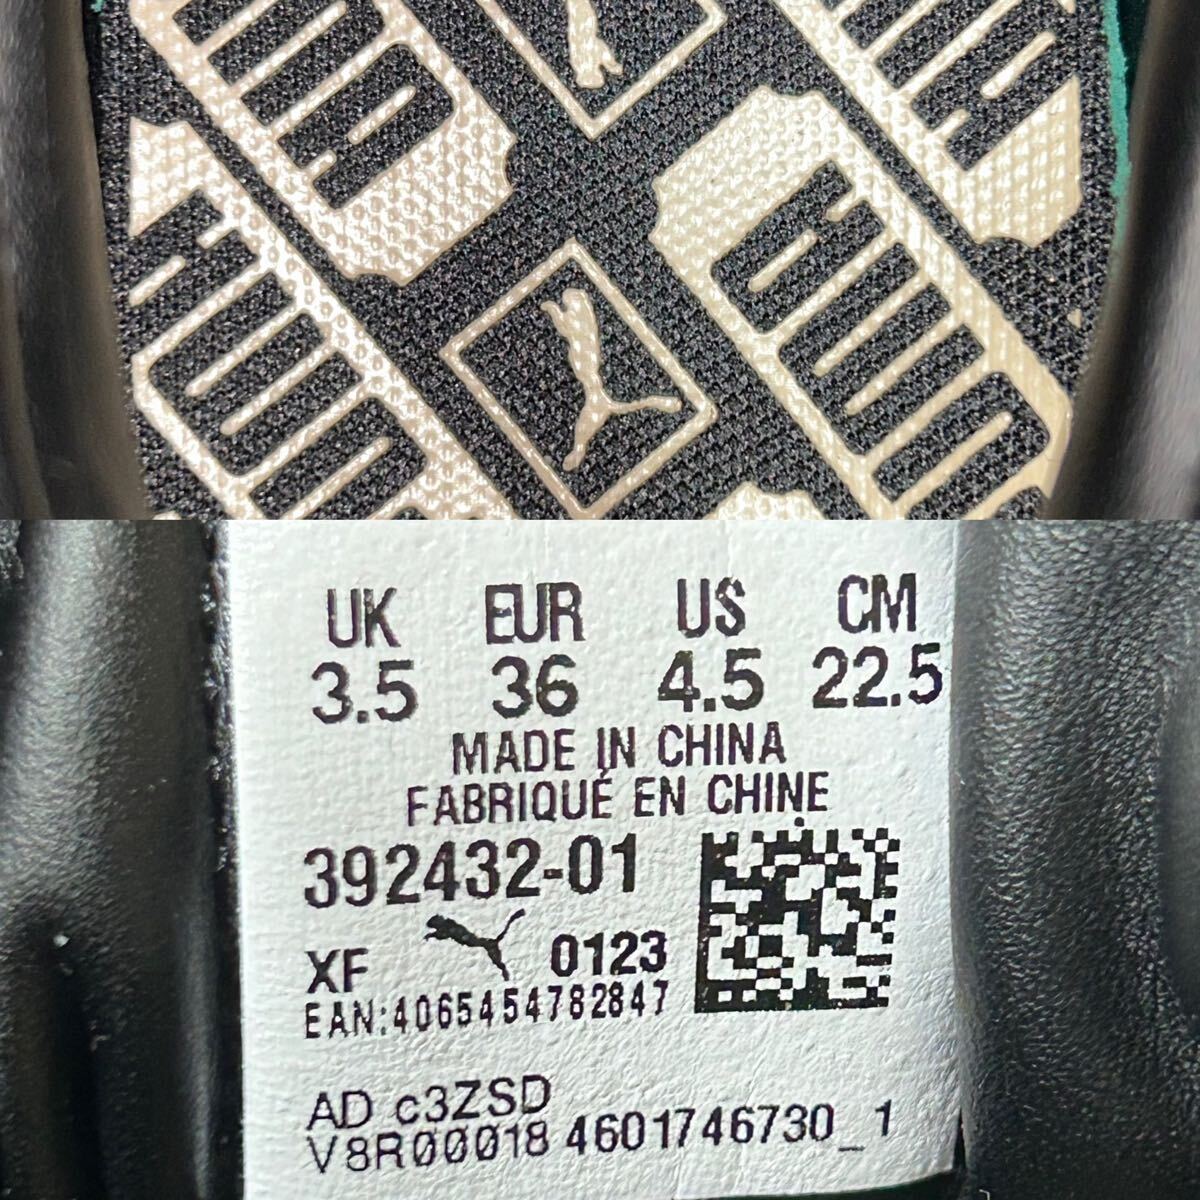 UK EUR US CM
3.5 36 4.5 22.5
MADE IN CHINA
FABRIQUÉ EN CHINE
392432-01
XF 0123
EAN:4065454782847
AD c3ZSD
V8R00018 4601746730_1